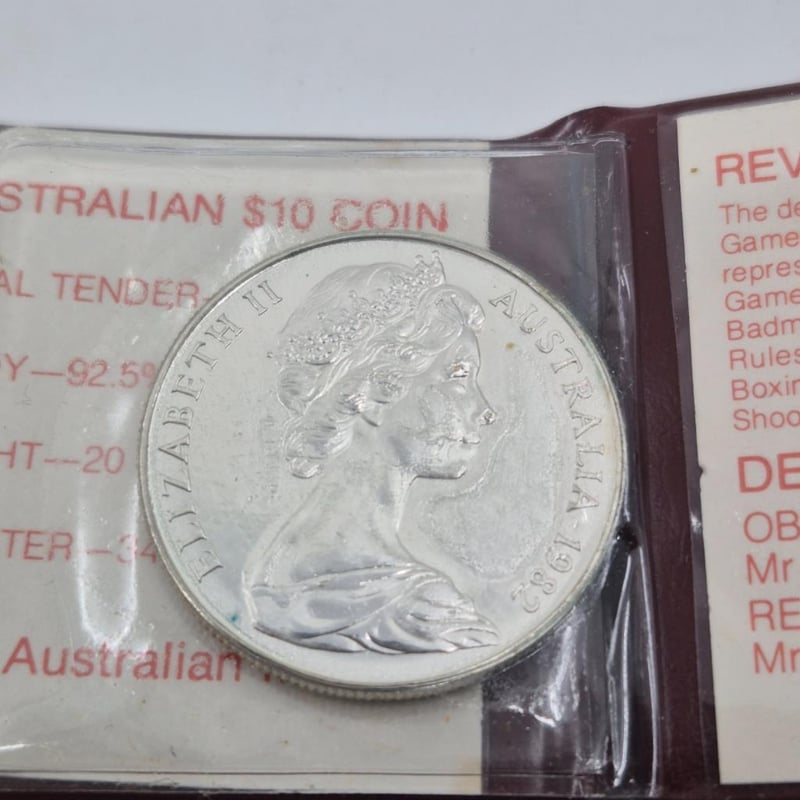 STRALIAN $10 COIN
AL TENDER-
Y—92.5%
HT—20
TER—34
Australian
ELIZABETH II
AUSTRALIA · 1982
REV
The de
Game
repres
Game
Badm
Rules
Boxin
Shoo
DE
OB
Mr
RE
Mr